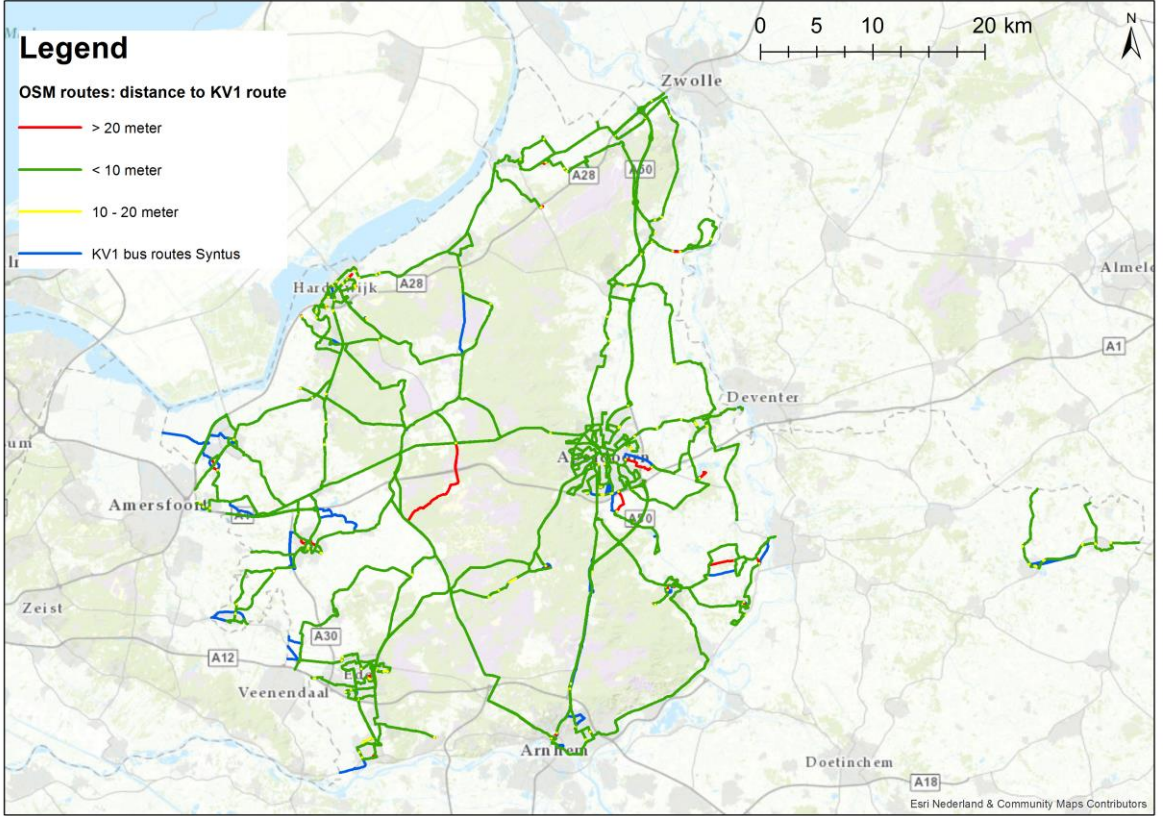 Legend
OSM routes: distance to KV1 route
> 20 meter
< 10 meter
10 - 20 meter
KV1 bus routes Syntus
0 5 10 20 km
N
Zwolle
A28
A50
Harderwijk
A28
Almelo
A1
Deventer
Apeldoorn
Amersfoort
A1
A50
Zeist
A30
A12
Ede
Veenendaal
Arnhem
Doetinchem
A18
Esri Nederland & Community Maps Contributors